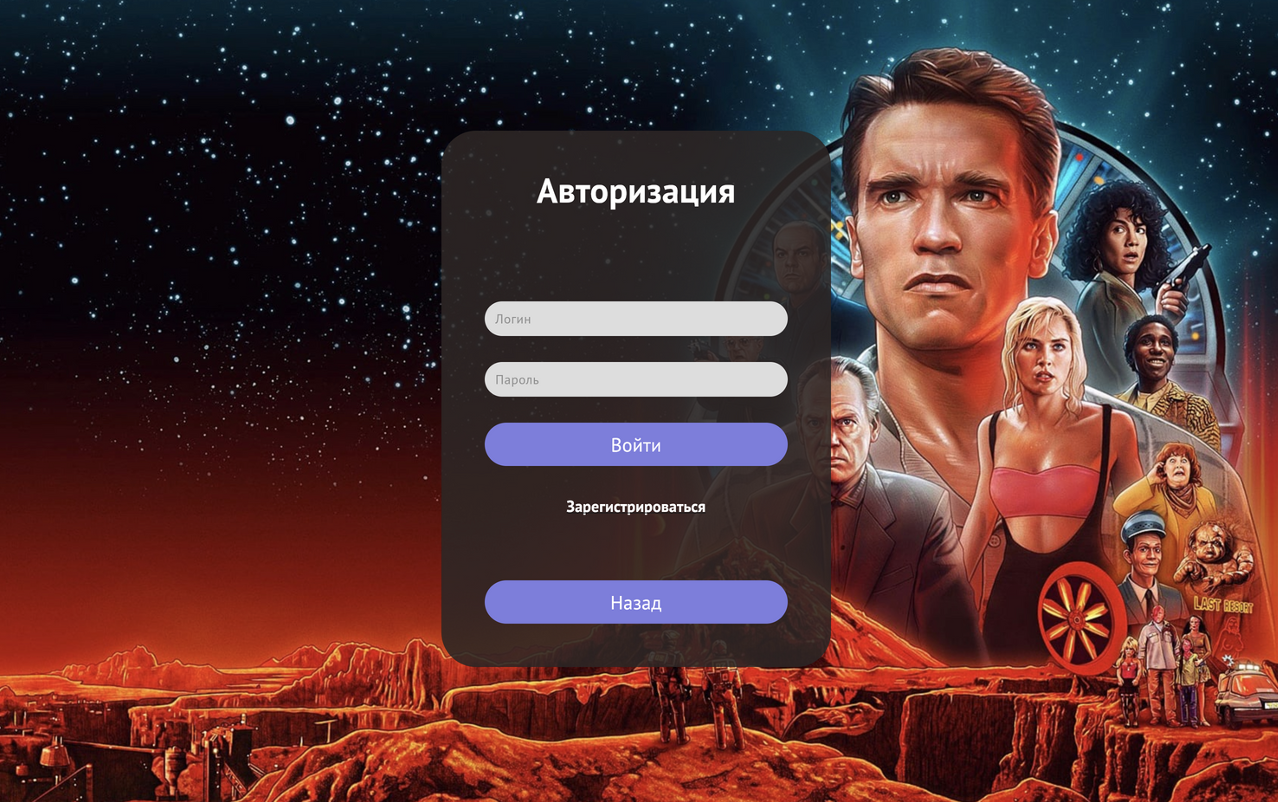 Авторизация
Логин
Пароль
Войти
Зарегистрироваться
Назад
LAST RESORT